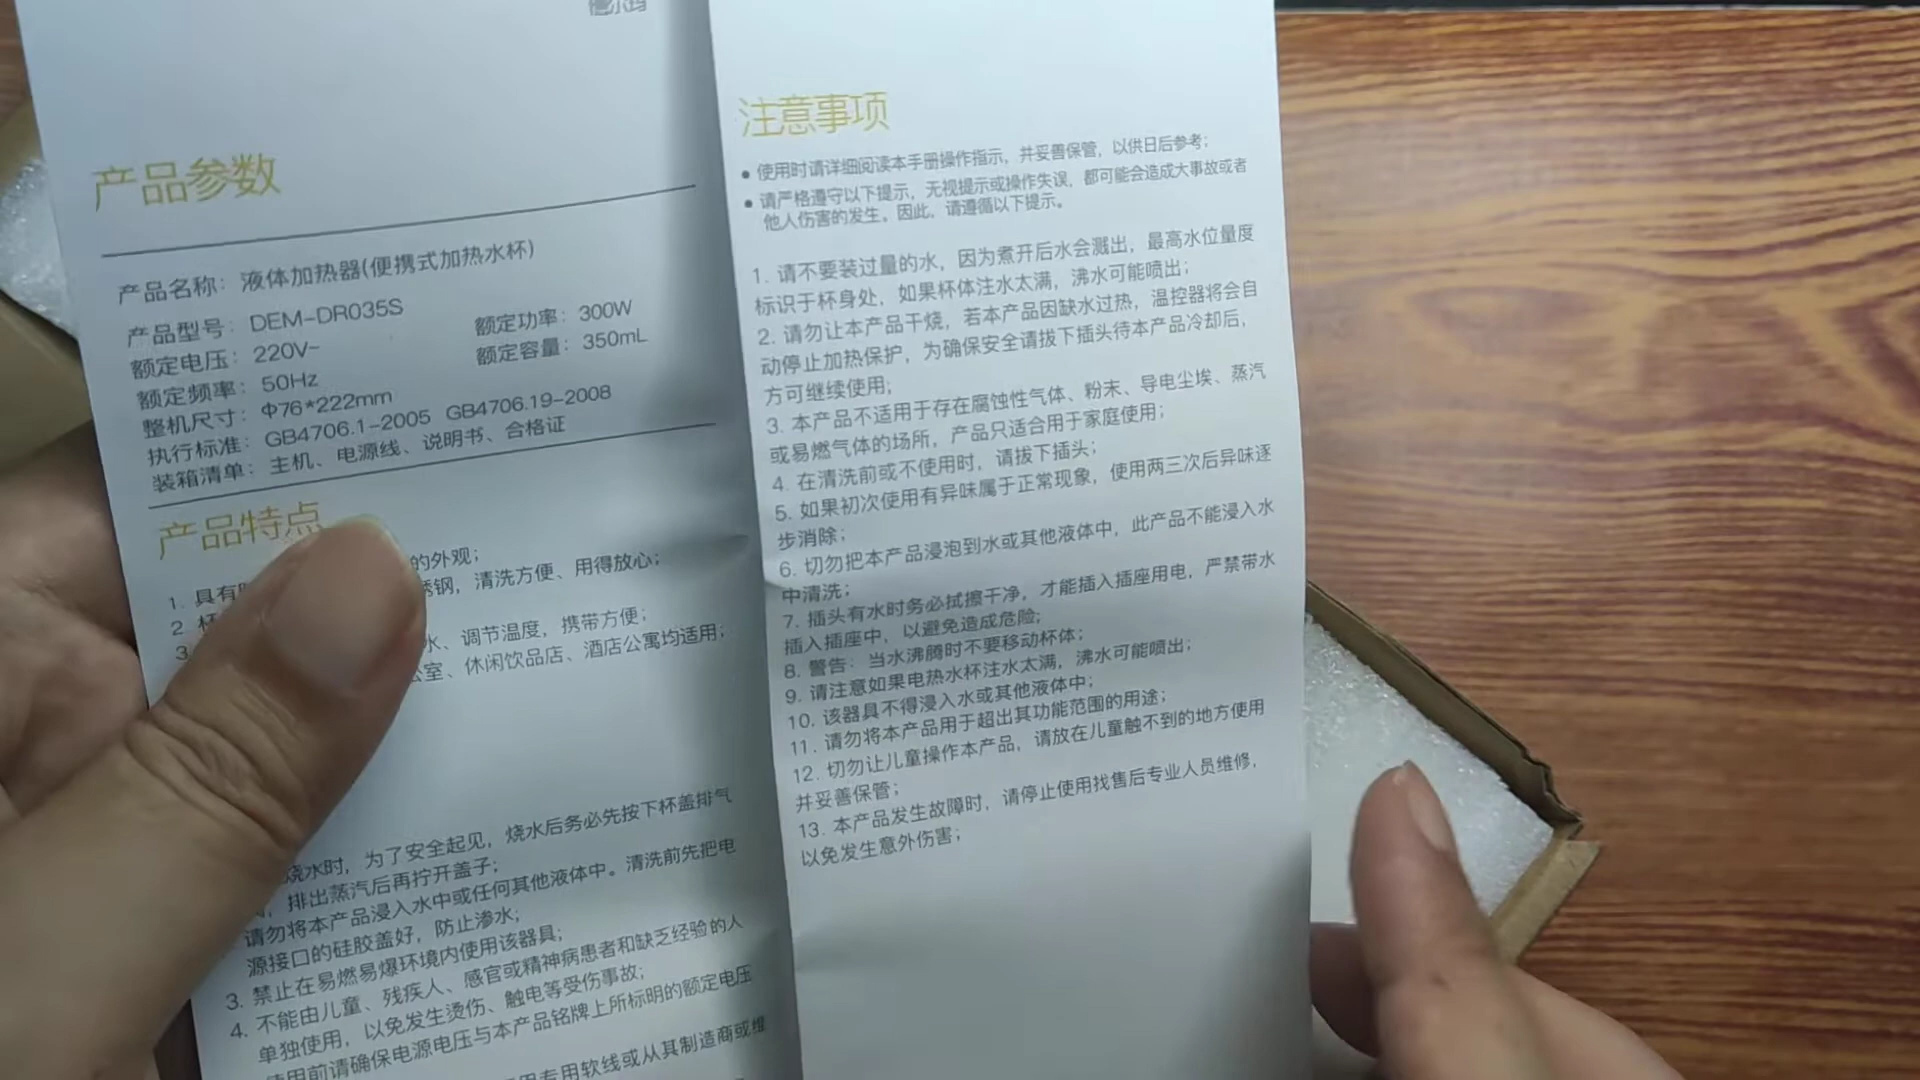 德尔玛
产品参数
产品名称：液体加热器(便携式加热水杯)
产品型号：DEM-DR035S
额定电压：220V~ 额定功率：300W
额定频率：50Hz 额定容量：350mL
整机尺寸：Φ76*222mm
执行标准：GB4706.1-2005 GB4706.19-2008
装箱清单：主机、电源线、说明书、合格证
产品特点
1. 具有 的外观；
2 杯 锈钢，清洗方便、用得放心；
3 水、调节温度，携带方便；
公室、休闲饮品店、酒店公寓均适用；
烧水时，为了安全起见，烧水后务必先按下杯盖排气
，排出蒸汽后再拧开盖子；
请勿将本产品浸入水中或任何其他液体中。清洗前先把电
源接口的硅胶盖好，防止渗水；
3. 禁止在易燃易爆环境内使用该器具；
4. 不能由儿童、残疾人、感官或精神病患者和缺乏经验的人
单独使用，以免发生烫伤、触电等受伤事故；
使用前请确保电源电压与本产品铭牌上所标明的额定电压
用专用软线或从其制造商或维
注意事项
● 使用时请详细阅读本手册操作指示，并妥善保管，以供日后参考；
● 请严格遵守以下提示，无视提示或操作失误，都可能会造成大事故或者
他人伤害的发生。因此，请遵循以下提示。
1. 请不要装过量的水，因为煮开后水会溅出，最高水位量度
标识于杯身处，如果杯体注水太满，沸水可能喷出；
2. 请勿让本产品干烧，若本产品因缺水过热，温控器将会自
动停止加热保护，为确保安全请拔下插头待本产品冷却后，
方可继续使用；
3. 本产品不适用于存在腐蚀性气体、粉末、导电尘埃、蒸汽
或易燃气体的场所，产品只适合用于家庭使用；
4. 在清洗前或不使用时，请拔下插头；
5. 如果初次使用有异味属于正常现象，使用两三次后异味逐
步消除；
6. 切勿把本产品浸泡到水或其他液体中，此产品不能浸入水
中清洗；
7. 插头有水时务必拭擦干净，才能插入插座用电，严禁带水
插入插座中，以避免造成危险；
8. 警告：当水沸腾时不要移动杯体；
9. 请注意如果电热水杯注水太满，沸水可能喷出；
10. 该器具不得浸入水或其他液体中；
11. 请勿将本产品用于超出其功能范围的用途；
12. 切勿让儿童操作本产品，请放在儿童触不到的地方使用
并妥善保管；
13. 本产品发生故障时，请停止使用找售后专业人员维修，
以免发生意外伤害；